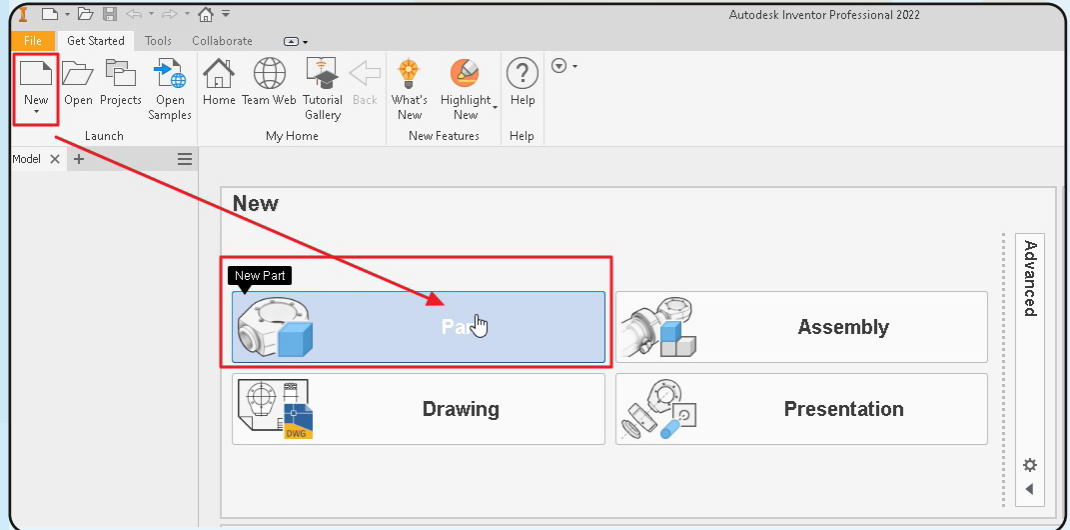 Autodesk Inventor Professional 2022
File Get Started Tools Collaborate
New Open Projects Open Samples Home Team Web Tutorial Gallery Back What's New Highlight New Help
Launch My Home New Features Help
Model
New
New Part
Assembly
DWG
Drawing
Presentation
Advanced